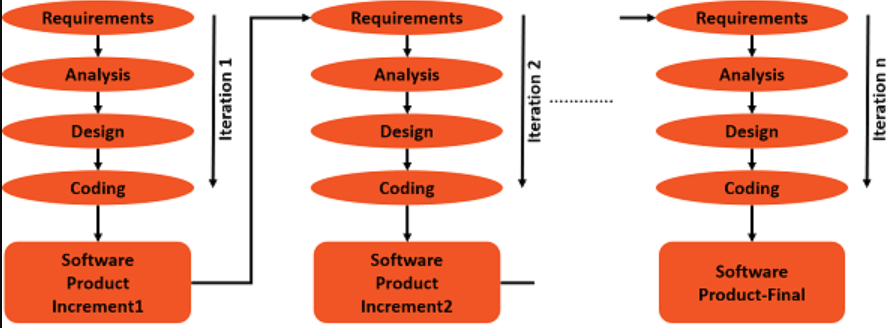 Requirements
Analysis
Design
Coding
Software
Product
Increment1
Iteration 1
Requirements
Analysis
Design
Coding
Software
Product
Increment2
Iteration 2
Requirements
Analysis
Design
Coding
Software
Product-Final
Iteration n